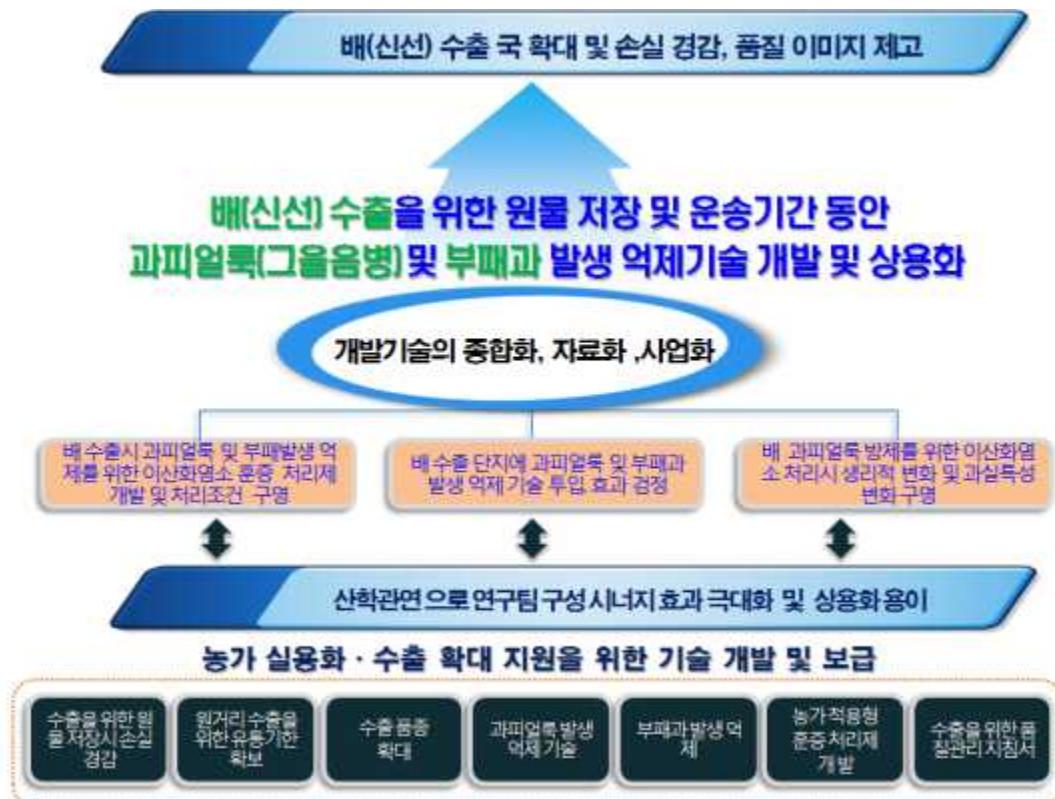 배(신선) 수출 국 확대 및 손실 경감, 품질 이미지 제고
배(신선) 수출을 위한 원물 저장 및 운송기간 동안
과피얼룩(그을음병)및 부패과 발생 억제기술 개발 및 상용화
개발기술의 종합화, 자료화 ,사업화
배 수출시 과피얼룩 및 부패발생 억
제를 위한 이산화염소 훈증 처리제
개발 및 처리조건 구명
배 수출 단지에 과피얼룩 및 부패과
발생 억제 기술 투입, 효과 검정
배 과피얼룩 방제를 위한 이산화염
소 처리시 생리적 변화 및 과실특성
변화 구명
산학관연 으로 연구팀 구성 시너지 효과 극대화 및 상용화 용이
농가 실용화 · 수출 확대 지원을 위한 기술 개발 및 보급
수출을 위한 원
물 저장시 손실
경감
원거리 수출을
위한 유통기한
확보
수출 품종
확대
과피얼룩 발생
억제 기술
부패과 발생 억
제
농가 적용형
훈증 처리제
개발
수출을 위한 품
질관리 지침서